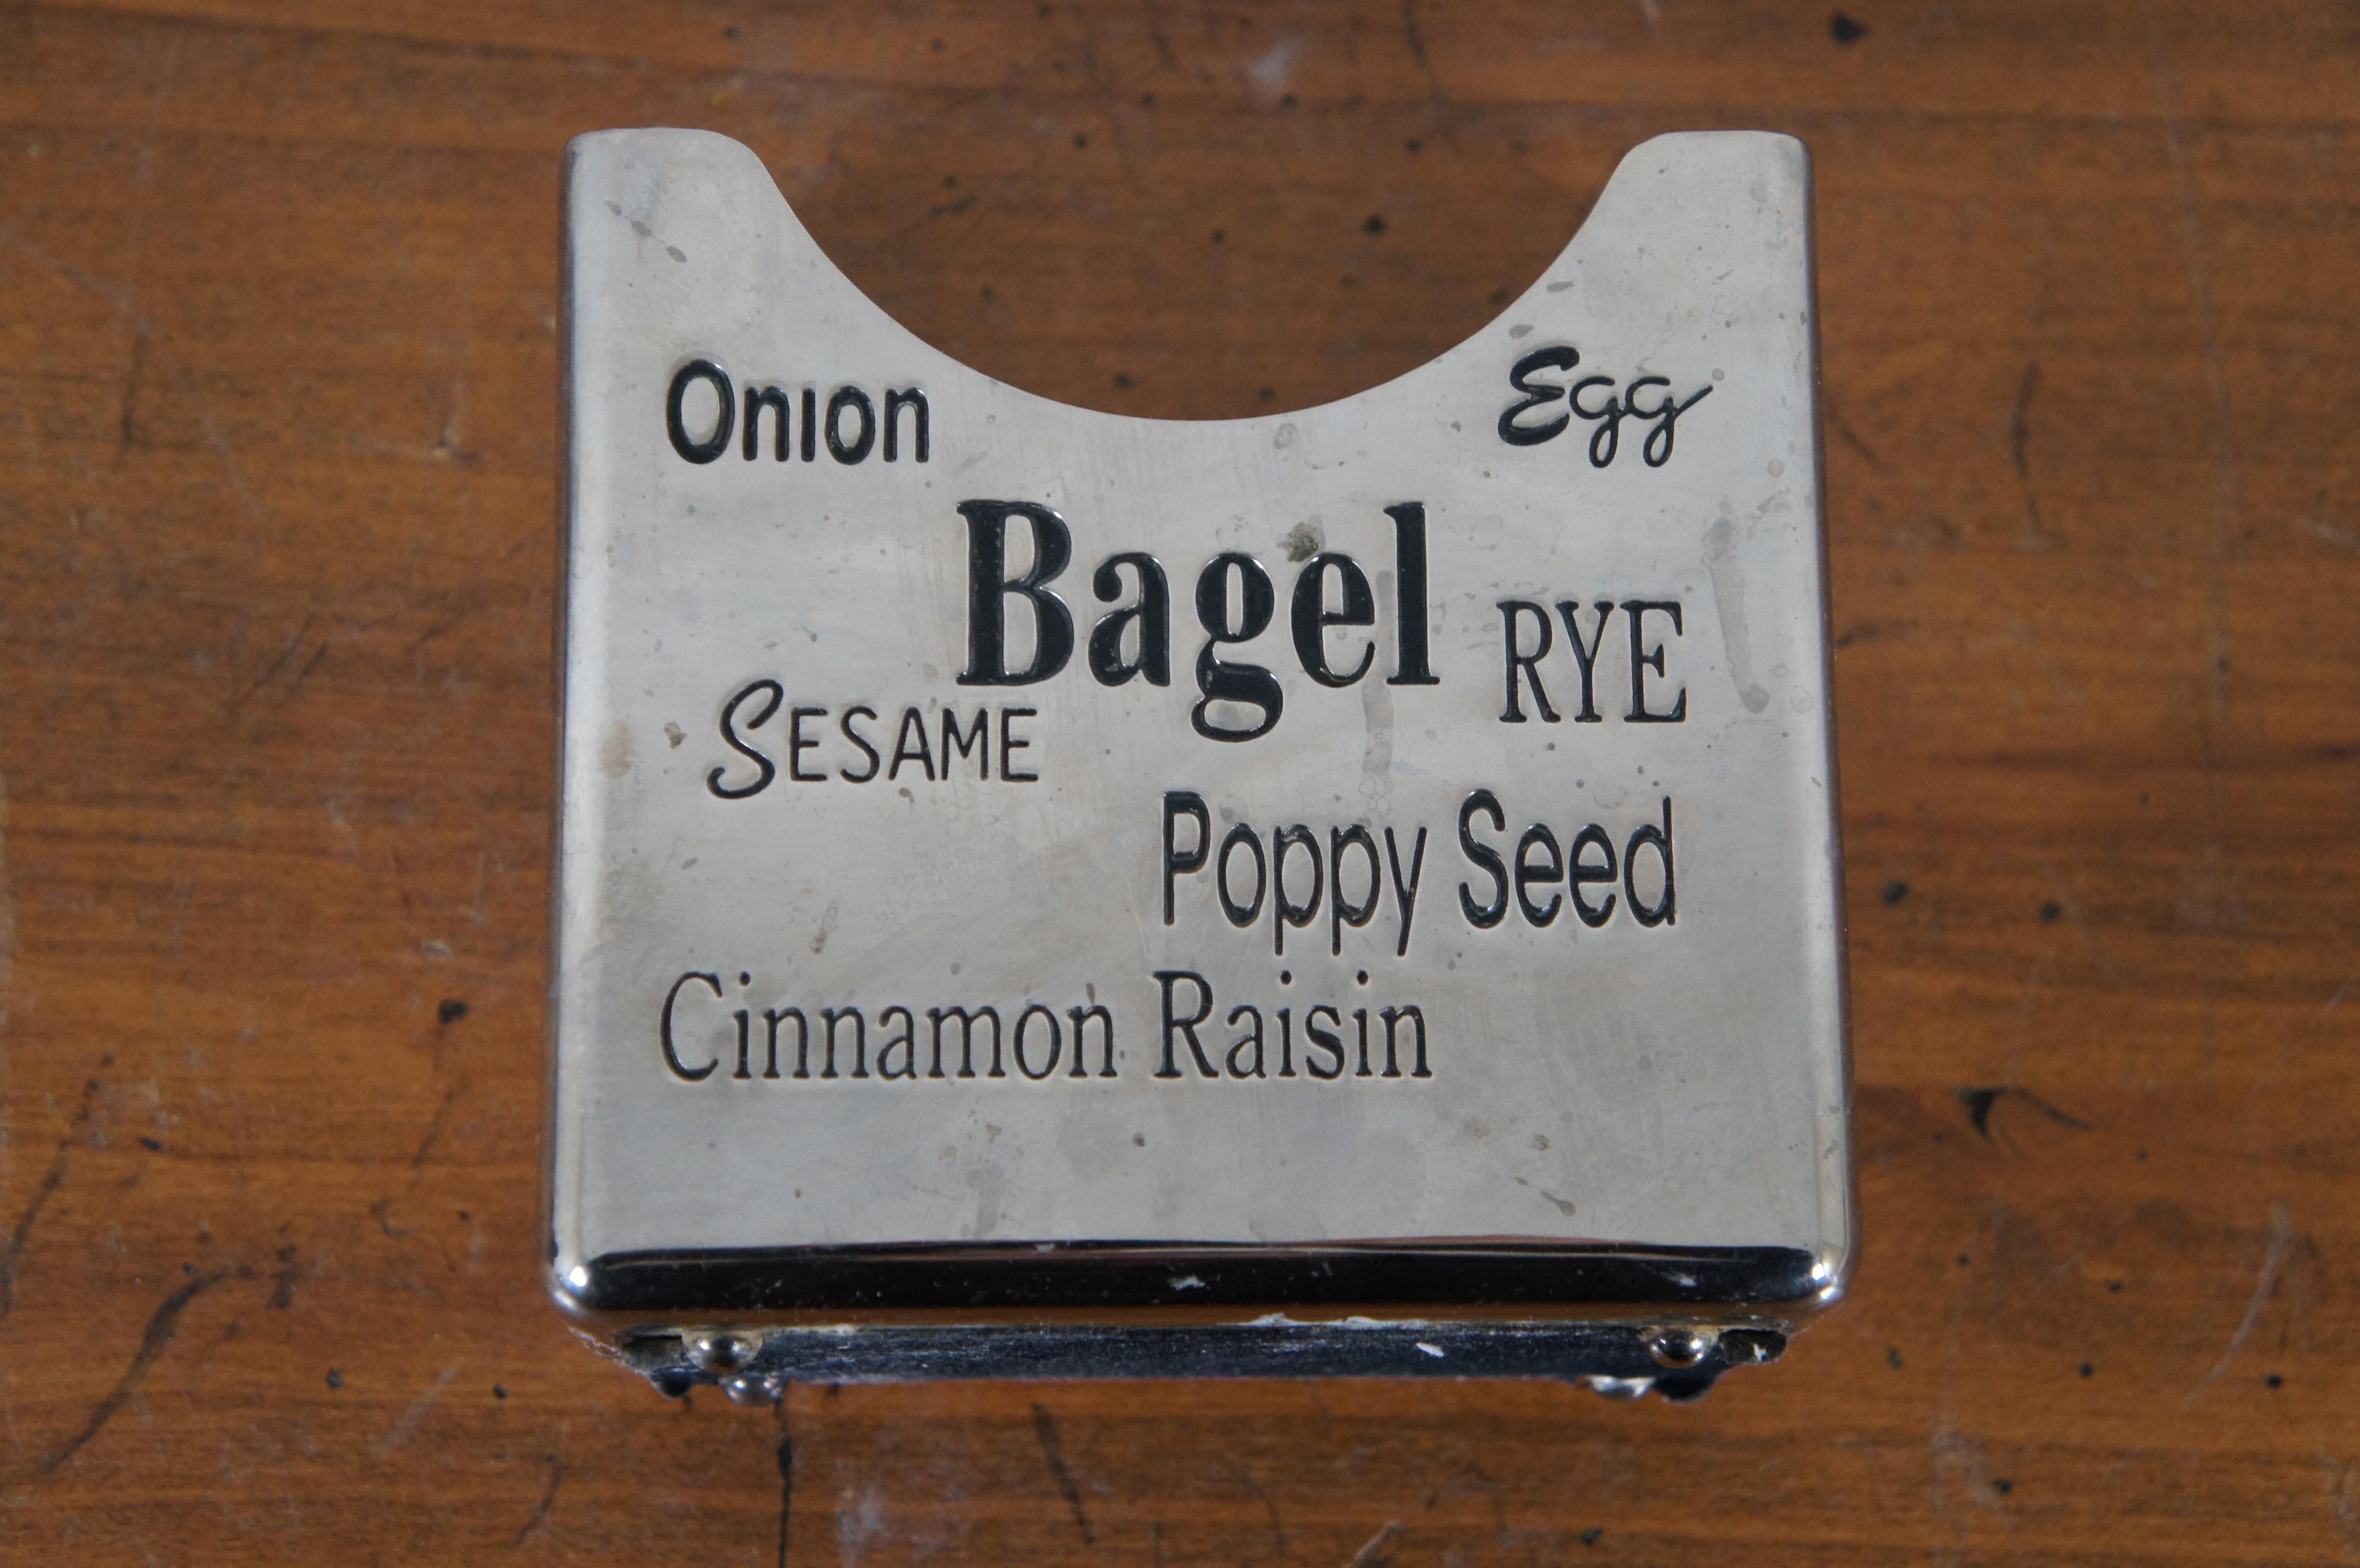 Onion
Egg
Bagel
RYE
SESAME
Poppy Seed
Cinnamon Raisin